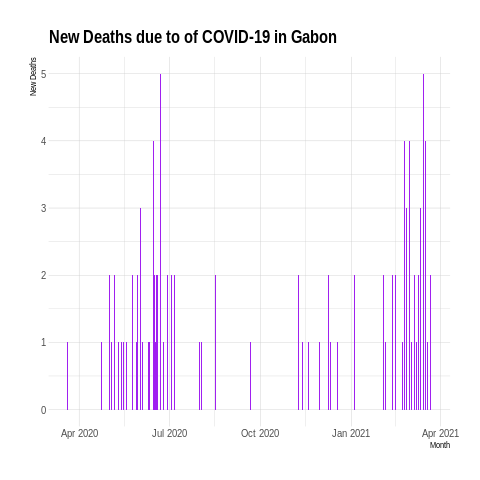 New Deaths due to of COVID-19 in Gabon
New Deaths
5
4
3
2
1
0
Apr 2020 Jul 2020 Oct 2020 Jan 2021 Apr 2021
Month